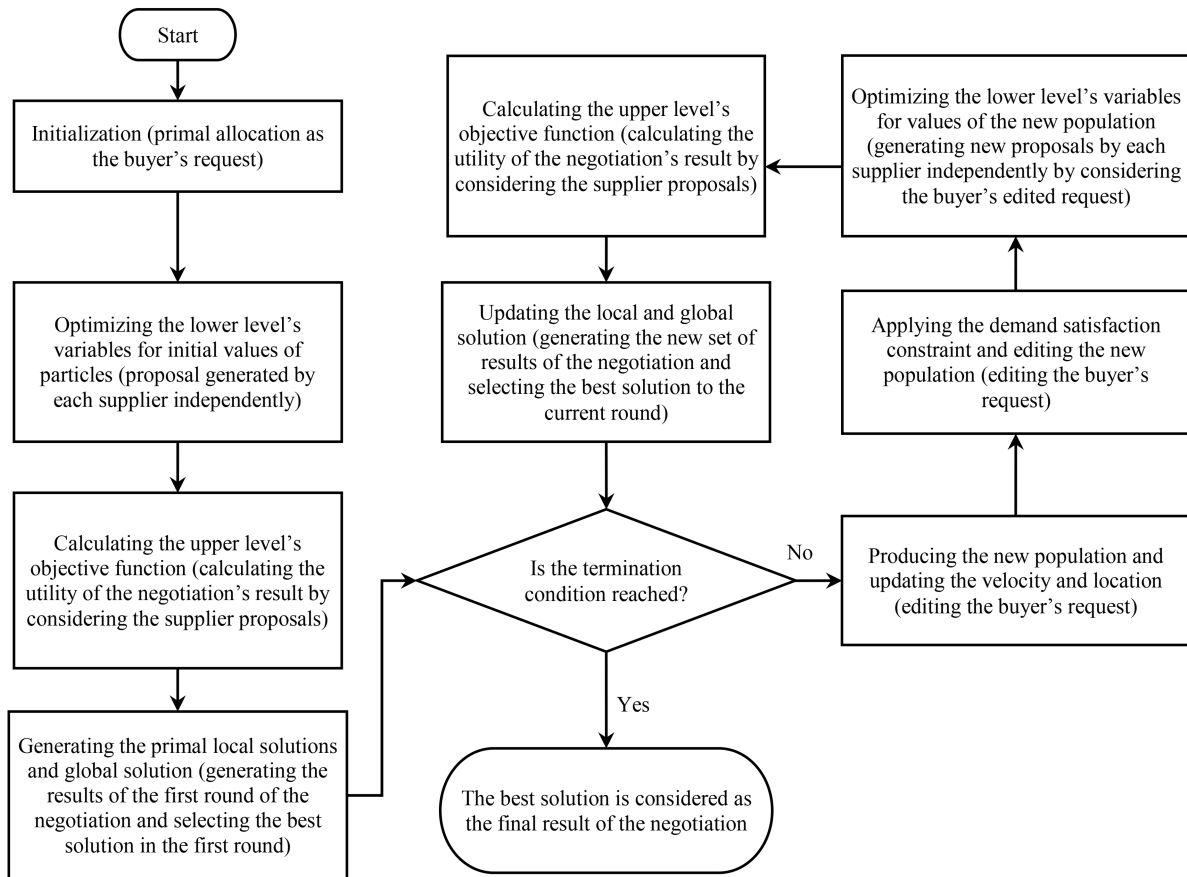 Start
Initialization (primal allocation as
the buyer’s request)
Optimizing the lower level’s
variables for initial values of
particles (proposal generated by
each supplier independently)
Calculating the upper level’s
objective function (calculating the
utility of the negotiation’s result by
considering the supplier proposals)
Generating the primal local solutions
and global solution (generating the
results of the first round of the
negotiation and selecting the best
solution in the first round)
Calculating the upper level’s
objective function (calculating the
utility of the negotiation’s result by
considering the supplier proposals)
Updating the local and global
solution (generating the new set of
results of the negotiation and
selecting the best solution to the
current round)
Is the termination
condition reached?
No
Yes
The best solution is considered as
the final result of the negotiation
Optimizing the lower level’s variables
for values of the new population
(generating new proposals by each
supplier independently by considering
the buyer’s edited request)
Applying the demand satisfaction
constraint and editing the new
population (editing the buyer’s
request)
Producing the new population and
updating the velocity and location
(editing the buyer’s request)